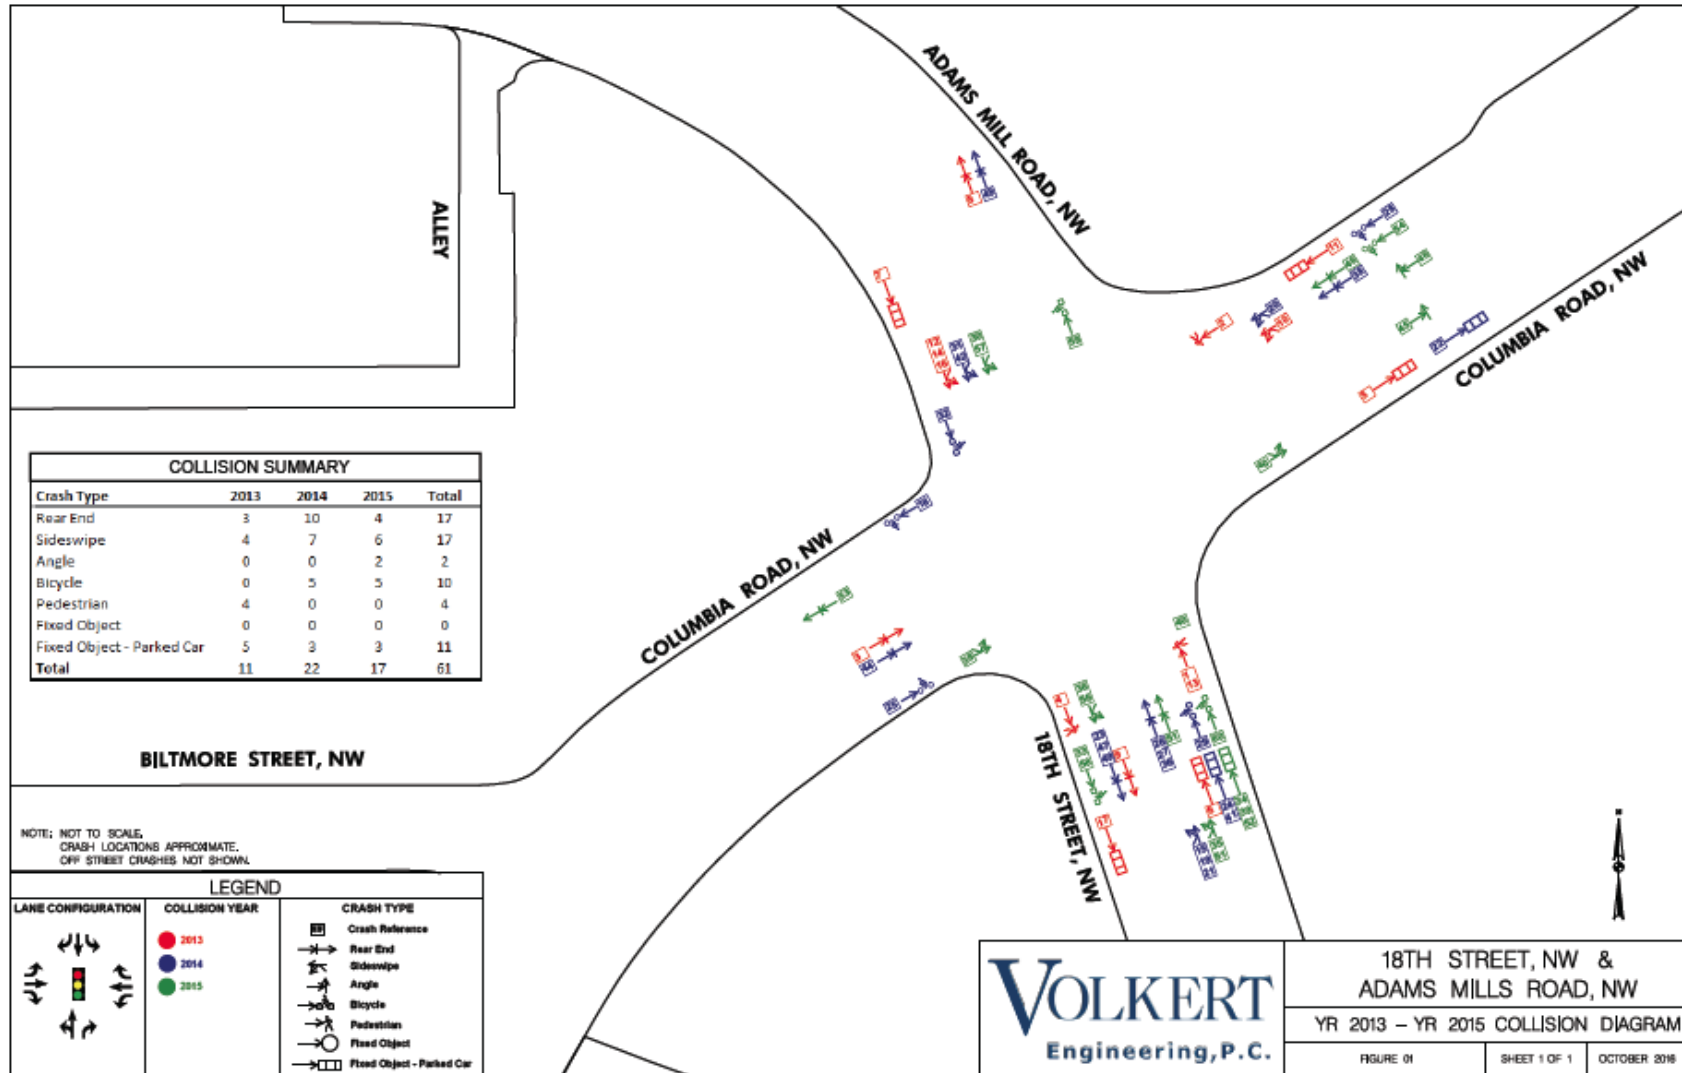 ADAMS MILL ROAD, NW
ALLEY
COLUMBIA ROAD, NW
COLUMBIA ROAD, NW
BILTMORE STREET, NW
18TH STREET, NW
COLLISION SUMMARY
Crash Type 2013 2014 2015 Total
Rear End 3 10 4 17
Sideswipe 4 7 6 17
Angle 0 0 2 2
Bicycle 0 5 5 10
Pedestrian 4 0 0 4
Fixed Object 0 0 0 0
Fixed Object - Parked Car 5 3 3 11
Total 11 22 17 61
NOTE: NOT TO SCALE.
CRASH LOCATIONS APPROXIMATE.
OFF STREET CRASHES NOT SHOWN.
LEGEND
LANE CONFIGURATION
COLLISION YEAR
2013
2014
2015
CRASH TYPE
Crash Reference
Rear End
Sideswipe
Angle
Bicycle
Pedestrian
Fixed Object
Fixed Object - Parked Car
VOLKERT
Engineering, P.C.
18TH STREET, NW &
ADAMS MILLS ROAD, NW
YR 2013 – YR 2015 COLLISION DIAGRAM
FIGURE 01
SHEET 1 OF 1
OCTOBER 2016